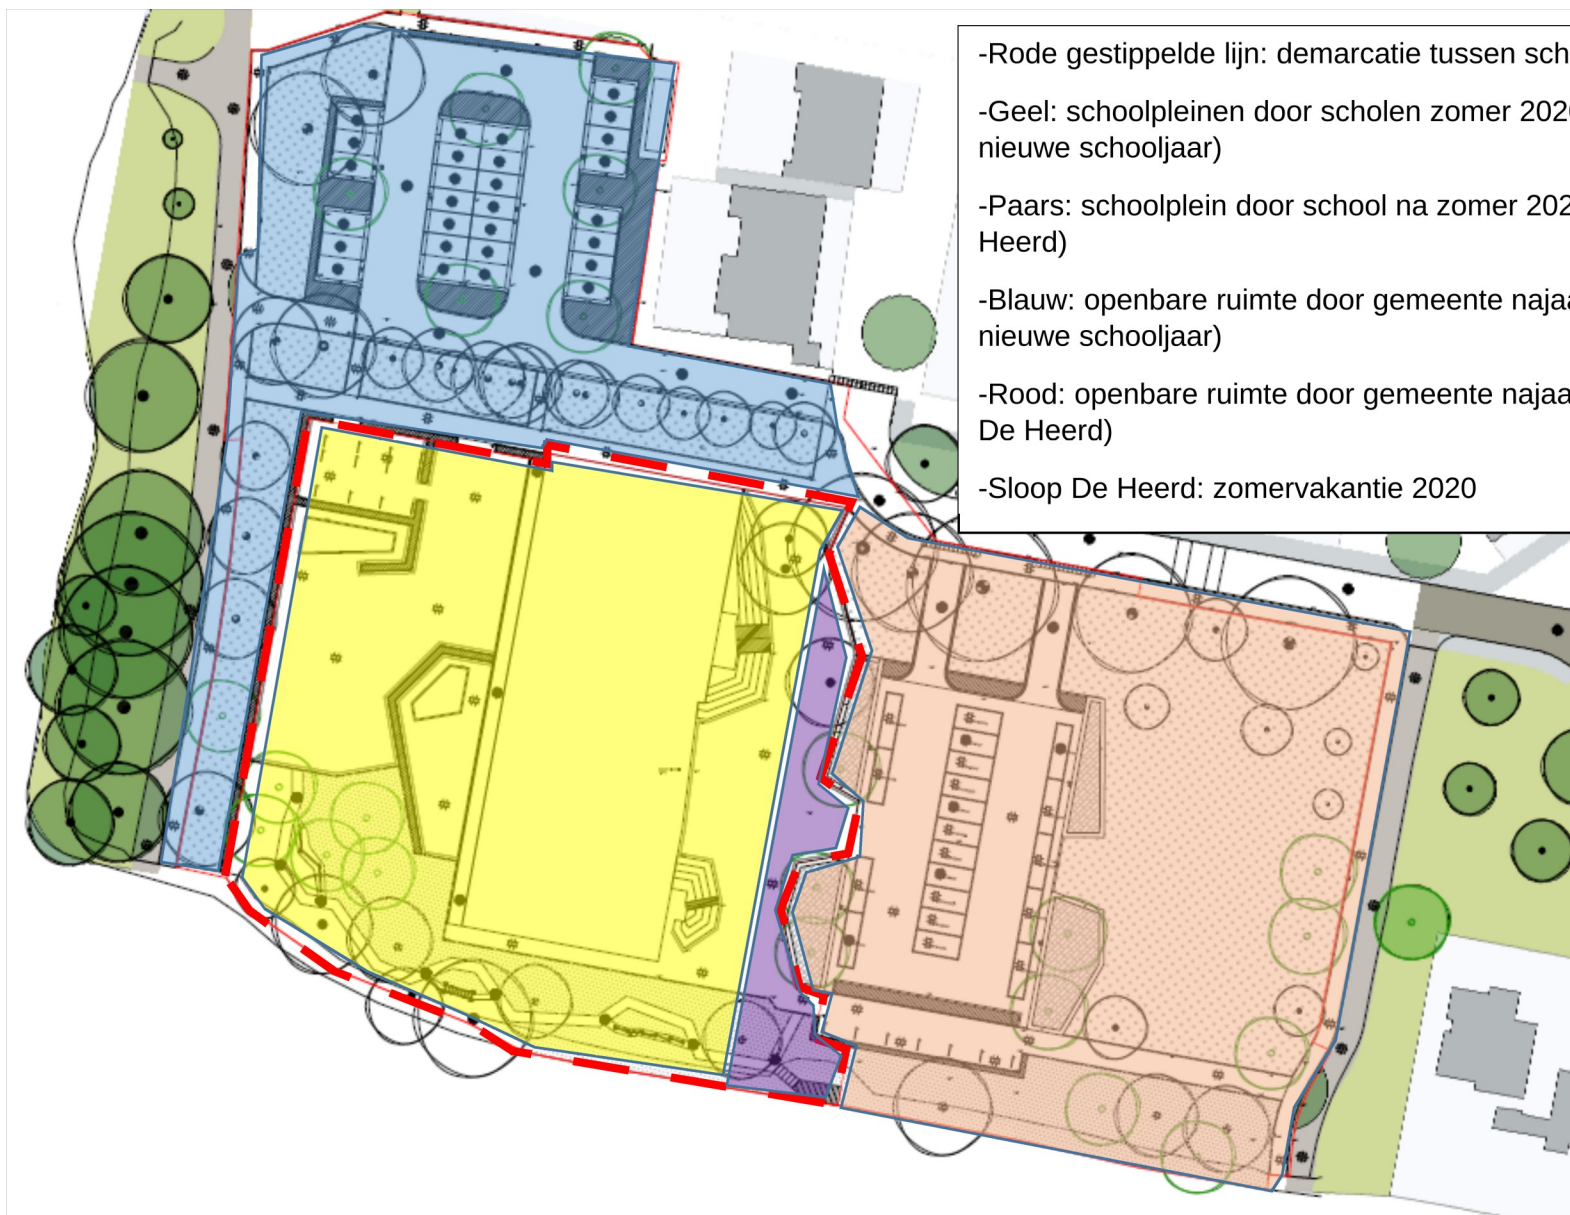 -Rode gestippelde lijn: demarcatie tussen sch
-Geel: schoolpleinen door scholen zomer 202
nieuwe schooljaar)
-Paars: schoolplein door school na zomer 202
Heerd)
-Blauw: openbare ruimte door gemeente najaa
nieuwe schooljaar)
-Rood: openbare ruimte door gemeente najaa
De Heerd)
-Sloop De Heerd: zomervakantie 2020